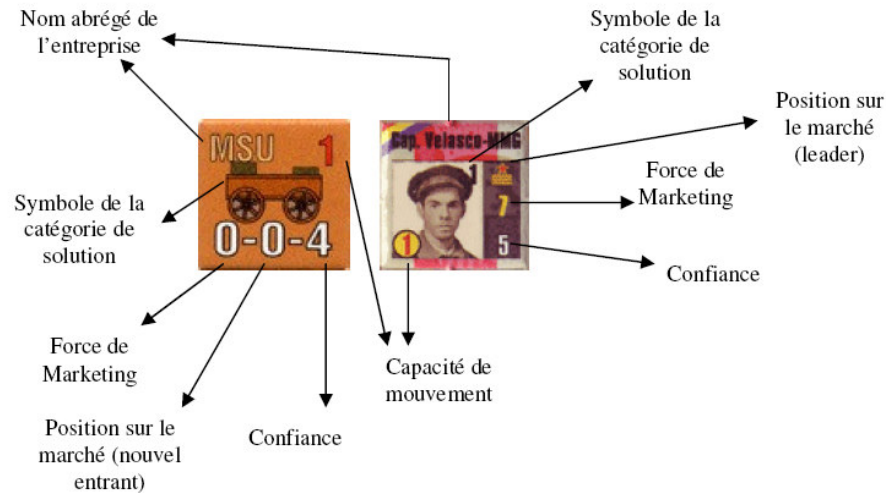 Nom abrégé de
l'entreprise
Symbole de la
catégorie de
solution
Position sur
le marché
(leader)
MSU 1
Cap. Velasco-MMG
1
7
5
1
0-0-4
Force de
Marketing
Symbole de la
catégorie de
solution
Confiance
Force de
Marketing
Capacité de
mouvement
Position sur le
marché (nouvel
entrant)
Confiance